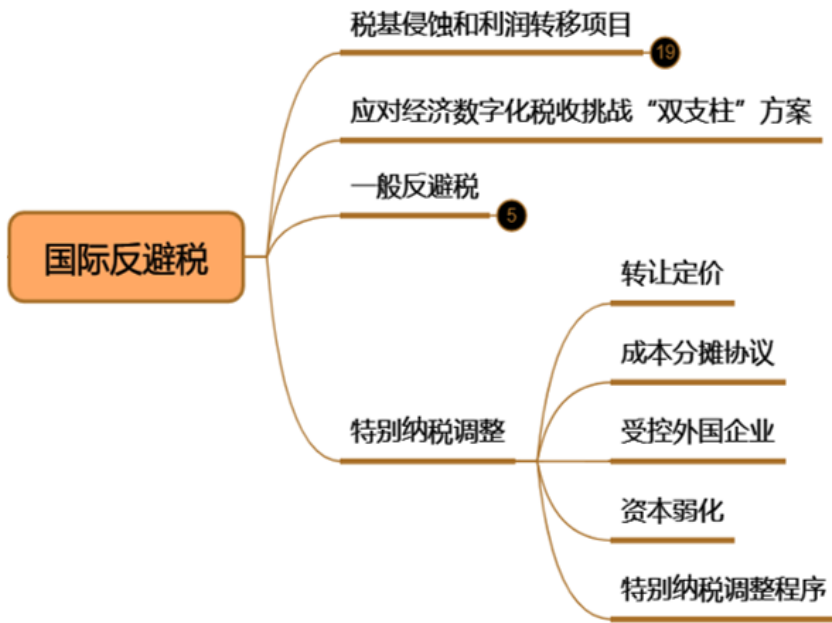 税基侵蚀和利润转移项目
19
应对经济数字化税收挑战“双支柱”方案
一般反避税
5
国际反避税
特别纳税调整
转让定价
成本分摊协议
受控外国企业
资本弱化
特别纳税调整程序